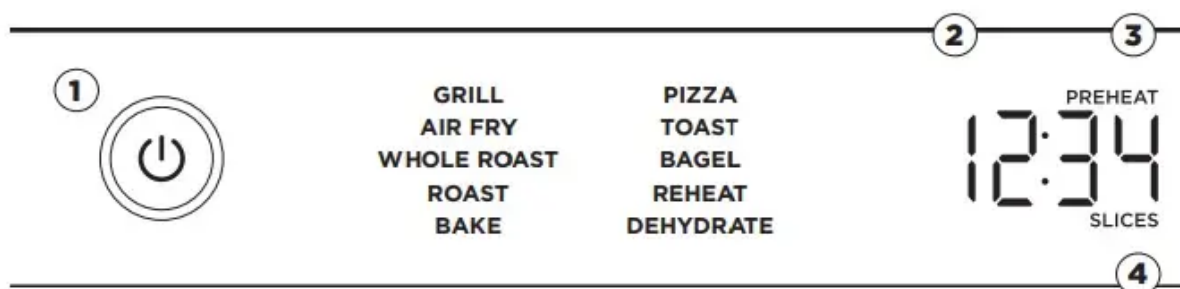 2 3
1
GRILL PIZZA PREHEAT
AIR FRY TOAST
WHOLE ROAST BAGEL 12:34
ROAST REHEAT
BAKE DEHYDRATE SLICES
4